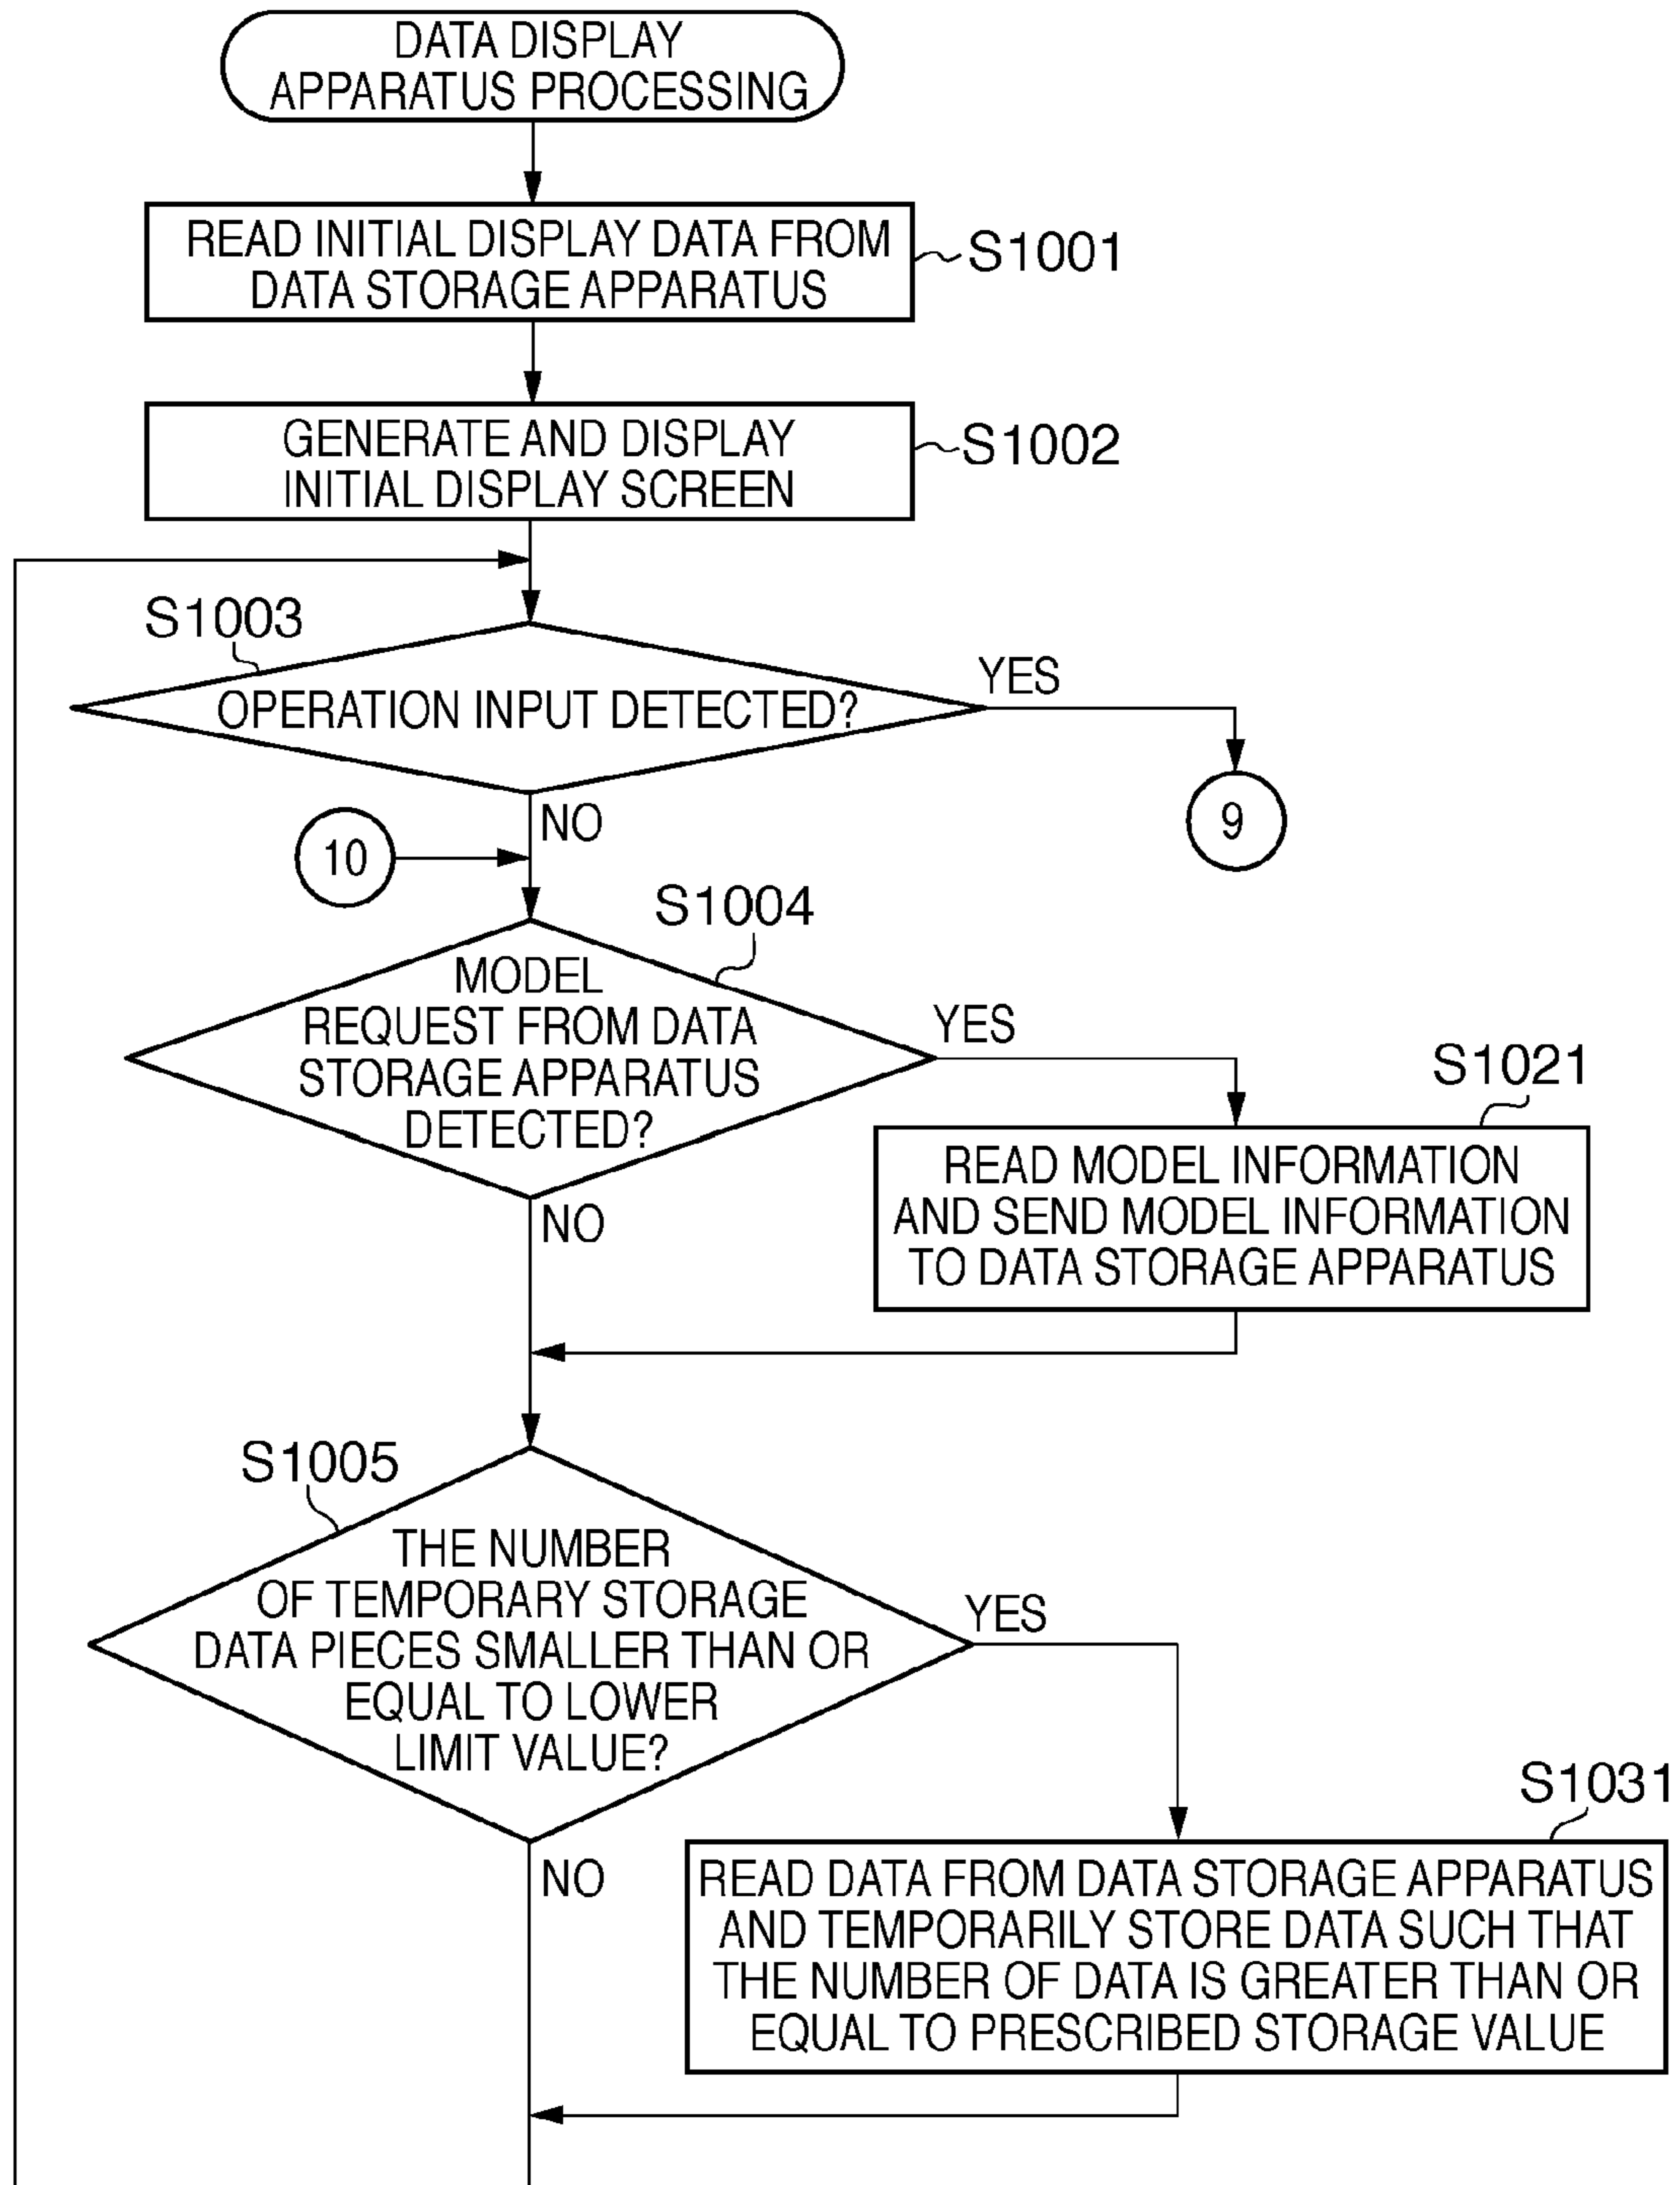 DATA DISPLAY
APPARATUS PROCESSING
READ INITIAL DISPLAY DATA FROM
DATA STORAGE APPARATUS
S1001
GENERATE AND DISPLAY
INITIAL DISPLAY SCREEN
S1002
S1003
OPERATION INPUT DETECTED?
YES
9
NO
10
S1004
MODEL
REQUEST FROM DATA
STORAGE APPARATUS
DETECTED?
YES
S1021
READ MODEL INFORMATION
AND SEND MODEL INFORMATION
TO DATA STORAGE APPARATUS
NO
S1005
THE NUMBER
OF TEMPORARY STORAGE
DATA PIECES SMALLER THAN OR
EQUAL TO LOWER
LIMIT VALUE?
YES
S1031
READ DATA FROM DATA STORAGE APPARATUS
AND TEMPORARILY STORE DATA SUCH THAT
THE NUMBER OF DATA IS GREATER THAN OR
EQUAL TO PRESCRIBED STORAGE VALUE
NO